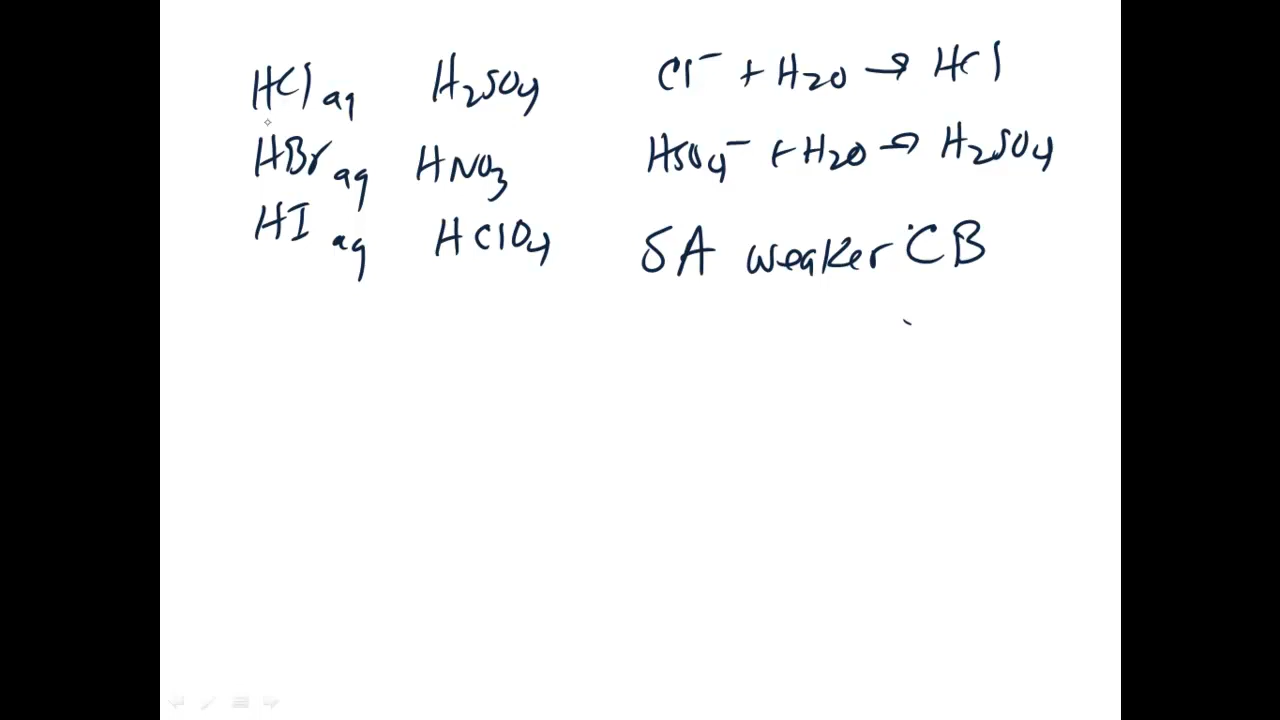 HCl aq H2SO4 Cl⁻ + H2O → HCl
HBr aq HNO3 HSO4⁻ + H2O → H2SO4
HI aq HClO4 SA weaker CB